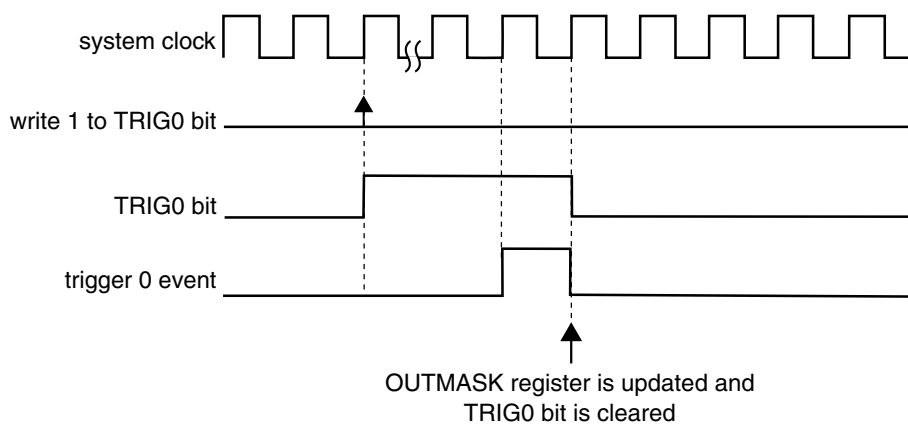 system clock
write 1 to TRIG0 bit
TRIG0 bit
trigger 0 event
OUTMASK register is updated and
TRIG0 bit is cleared